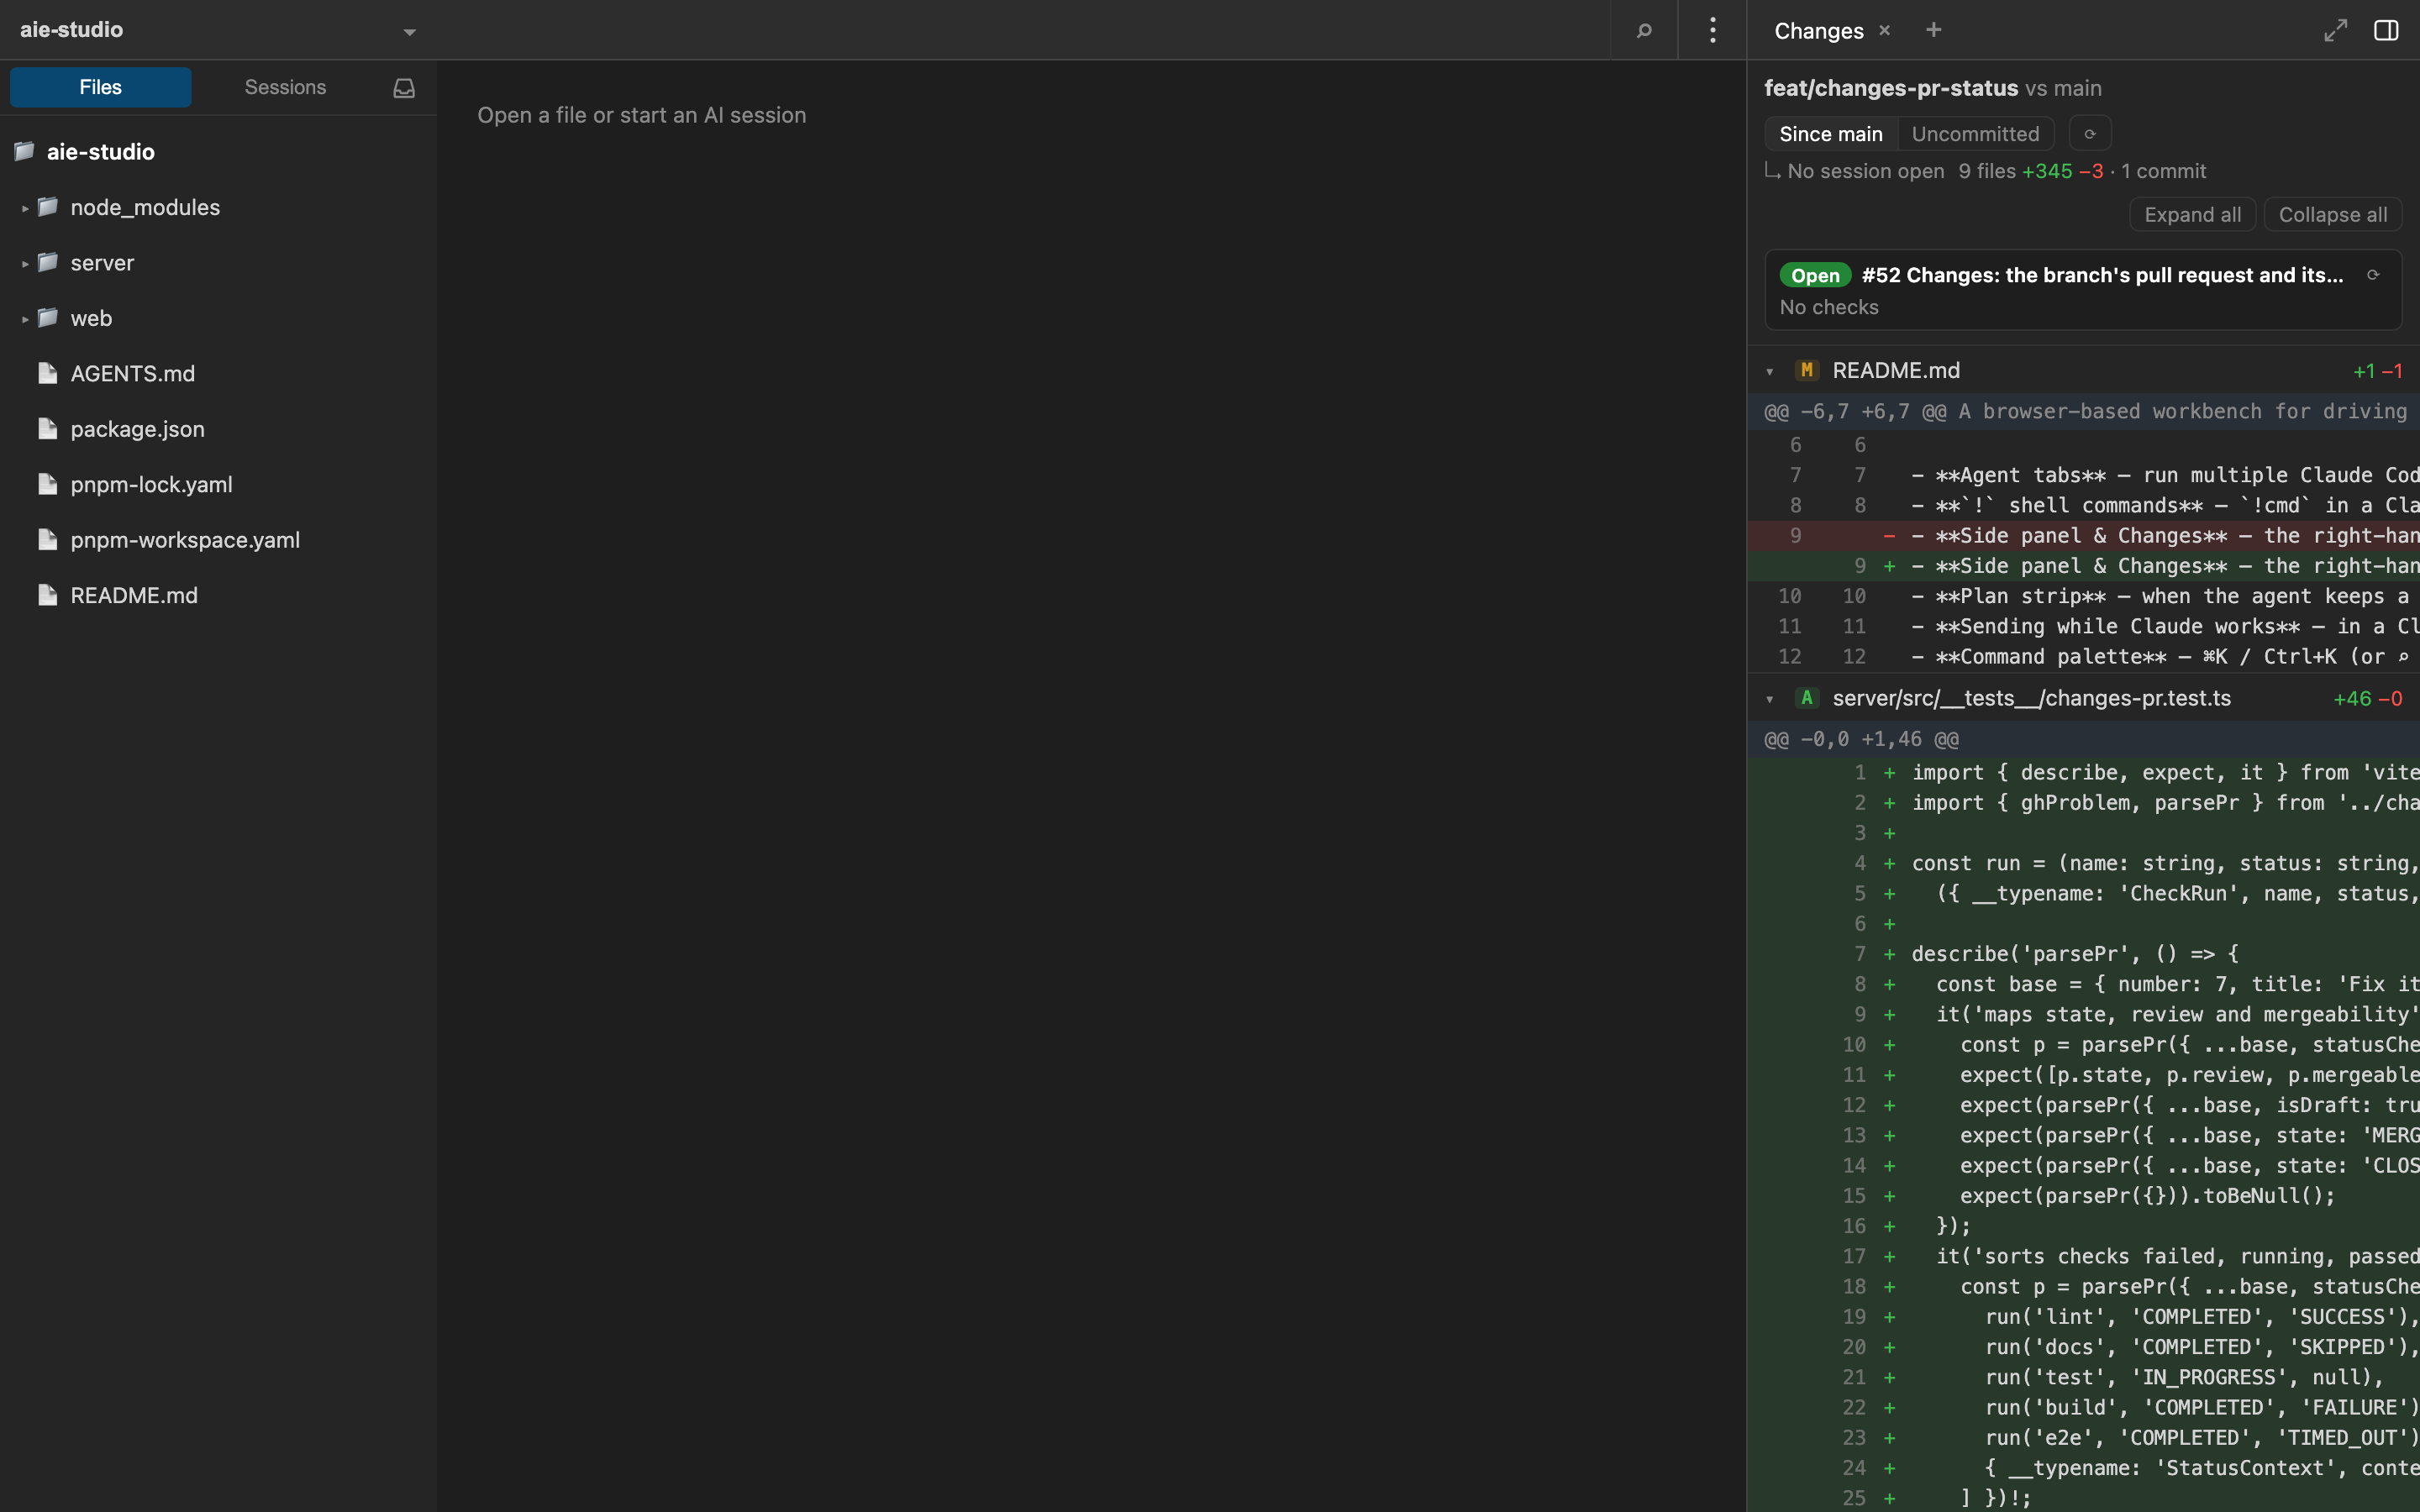 aie-studio
Files
Sessions
aie-studio
node_modules
server
web
AGENTS.md
package.json
pnpm-lock.yaml
pnpm-workspace.yaml
README.md
Open a file or start an AI session
Changes × +
feat/changes-pr-status vs main
Since main
Uncommitted
No session open 9 files +345 −3 · 1 commit
Expand all
Collapse all
Open #52 Changes: the branch's pull request and its...
No checks
M README.md +1 −1
@@ −6,7 +6,7 @@ A browser-based workbench for driving
6 6
7 7 - **Agent tabs** — run multiple Claude Cod
8 8 - **`!` shell commands** — `!cmd` in a Cla
9 - - **Side panel & Changes** — the right-han
9 + - **Side panel & Changes** — the right-han
10 10 - **Plan strip** — when the agent keeps a
11 11 - **Sending while Claude works** — in a Cl
12 12 - **Command palette** — ⌘K / Ctrl+K (or ⌕
A server/src/__tests__/changes-pr.test.ts +46 −0
@@ −0,0 +1,46 @@
1 + import { describe, expect, it } from 'vite
2 + import { ghProblem, parsePr } from '../cha
3 +
4 + const run = (name: string, status: string,
5 + ({ __typename: 'CheckRun', name, status,
6 +
7 + describe('parsePr', () => {
8 + const base = { number: 7, title: 'Fix it
9 + it('maps state, review and mergeability'
10 + const p = parsePr({ ...base, statusChe
11 + expect([p.state, p.review, p.mergeable
12 + expect(parsePr({ ...base, isDraft: tru
13 + expect(parsePr({ ...base, state: 'MERG
14 + expect(parsePr({ ...base, state: 'CLOS
15 + expect(parsePr({})).toBeNull();
16 + });
17 + it('sorts checks failed, running, passed
18 + const p = parsePr({ ...base, statusChe
19 + run('lint', 'COMPLETED', 'SUCCESS'),
20 + run('docs', 'COMPLETED', 'SKIPPED'),
21 + run('test', 'IN_PROGRESS', null),
22 + run('build', 'COMPLETED', 'FAILURE')
23 + run('e2e', 'COMPLETED', 'TIMED_OUT')
24 + { __typename: 'StatusContext', conte
25 + ] })!;